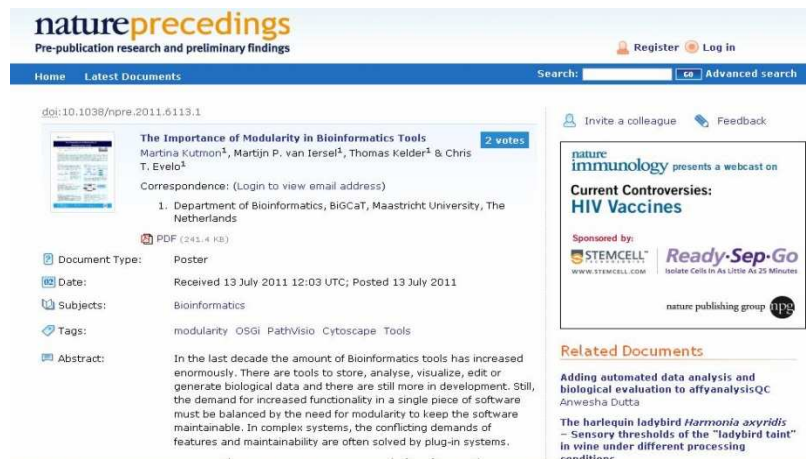 natureprecedings
Pre-publication research and preliminary findings
Register Log in
Home Latest Documents
Search: GO Advanced search
doi:10.1038/npre.2011.6113.1
The Importance of Modularity in Bioinformatics Tools
2 votes
Martina Kutmon1, Martijn P. van Iersel1, Thomas Kelder1 & Chris
T. Evelo1
Correspondence: (Login to view email address)
1. Department of Bioinformatics, BiGCaT, Maastricht University, The
Netherlands
PDF (241.4 KB)
Document Type: Poster
Date: Received 13 July 2011 12:03 UTC; Posted 13 July 2011
Subjects: Bioinformatics
Tags: modularity OSGi PathVisio Cytoscape Tools
Abstract: In the last decade the amount of Bioinformatics tools has increased
enormously. There are tools to store, analyse, visualize, edit or
generate biological data and there are still more in development. Still,
the demand for increased functionality in a single piece of software
must be balanced by the need for modularity to keep the software
maintainable. In complex systems, the conflicting demands of
features and maintainability are often solved by plug-in systems.
Invite a colleague Feedback
nature
immunology presents a webcast on
Current Controversies:
HIV Vaccines
Sponsored by:
STEMCELL™
TECHNOLOGIES
WWW.STEMCELL.COM
Ready·Sep·Go
Isolate Cells In As Little As 25 Minutes
nature publishing group npg
Related Documents
Adding automated data analysis and
biological evaluation to affyanalysisQC
Anwesha Dutta
The harlequin ladybird Harmonia axyridis
– Sensory thresholds of the "ladybird taint"
in wine under different processing
conditions